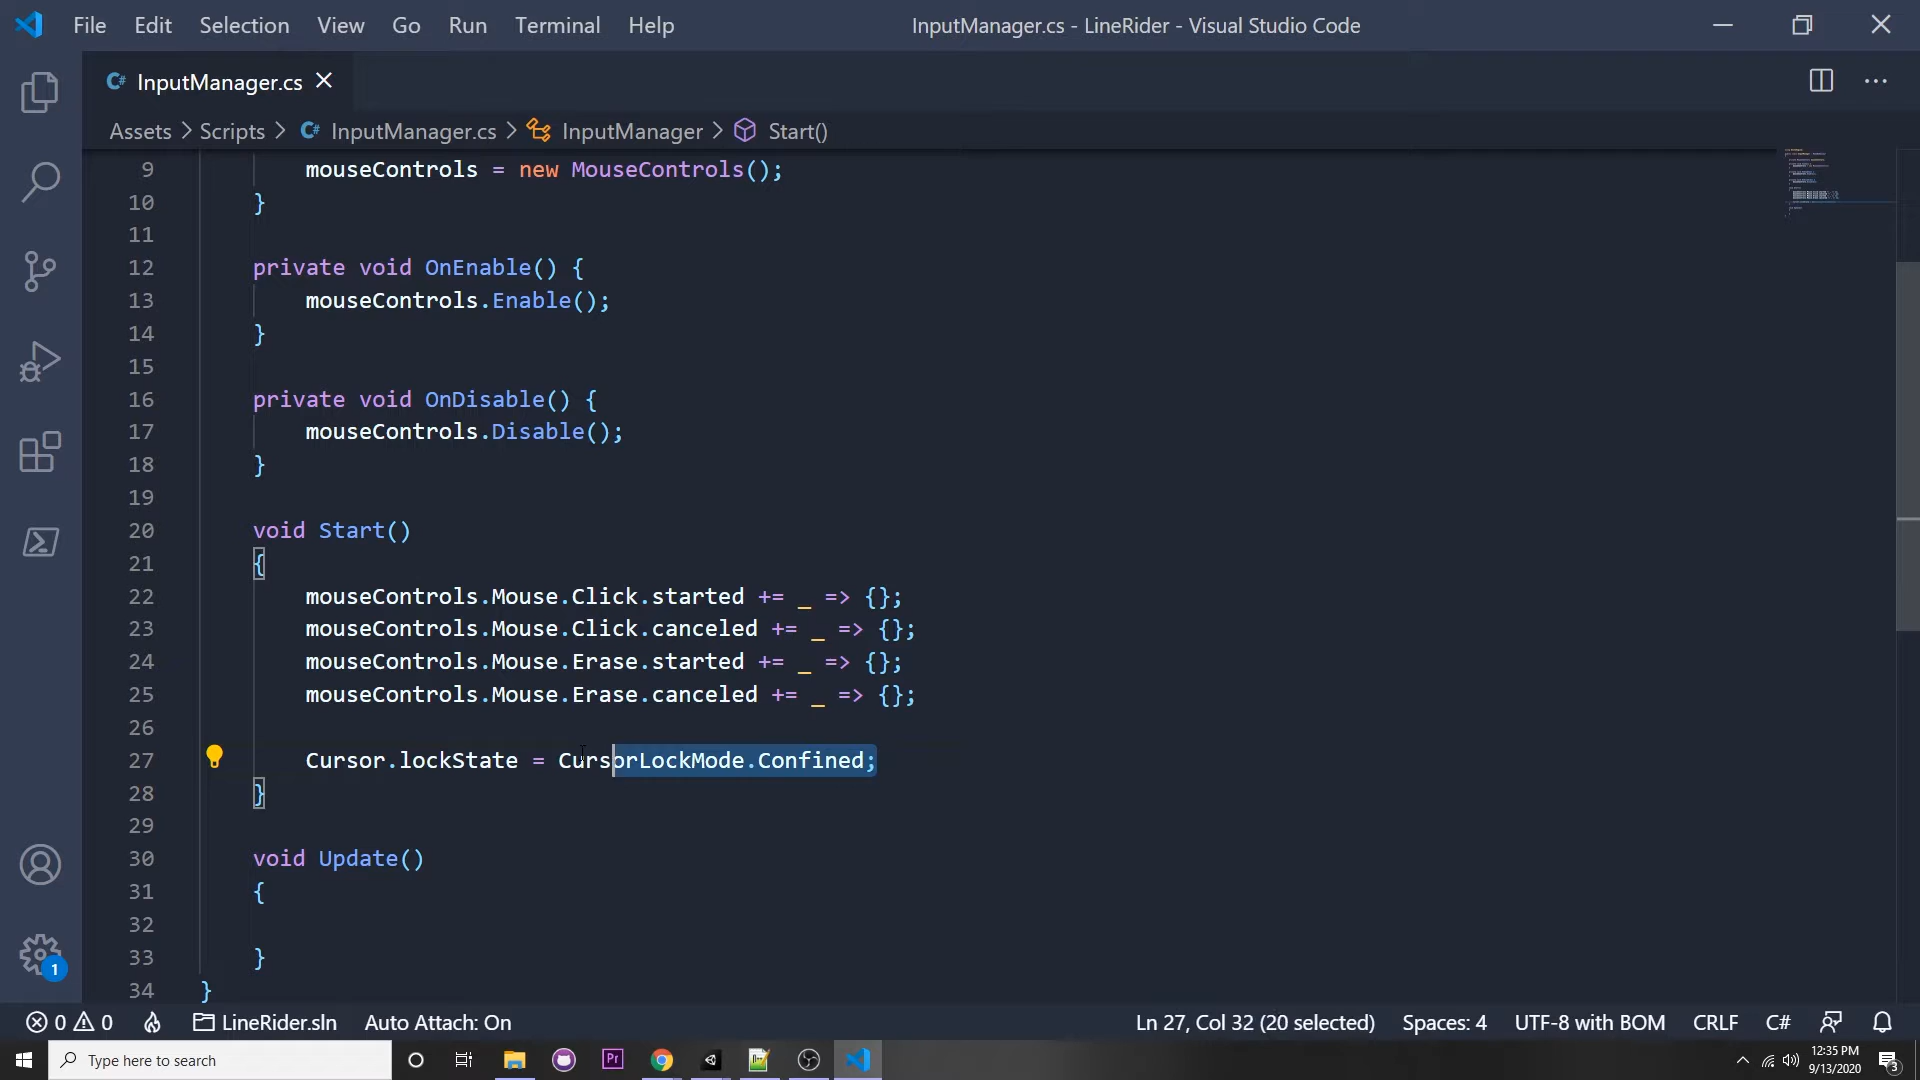 File Edit Selection View Go Run Terminal Help InputManager.cs - LineRider - Visual Studio Code
C# InputManager.cs
Assets > Scripts > C# InputManager.cs > InputManager > Start()
9 mouseControls = new MouseControls();
10 }
11
12 private void OnEnable() {
13 mouseControls.Enable();
14 }
15
16 private void OnDisable() {
17 mouseControls.Disable();
18 }
19
20 void Start()
21 {
22 mouseControls.Mouse.Click.started += _ => {};
23 mouseControls.Mouse.Click.canceled += _ => {};
24 mouseControls.Mouse.Erase.started += _ => {};
25 mouseControls.Mouse.Erase.canceled += _ => {};
26
27 Cursor.lockState = CursorLockMode.Confined;
28 }
29
30 void Update()
31 {
32
33 }
34 }
1
0 0 LineRider.sln Auto Attach: On Ln 27, Col 32 (20 selected) Spaces: 4 UTF-8 with BOM CRLF C#
Type here to search Pr 12:35 PM
9/13/2020 3